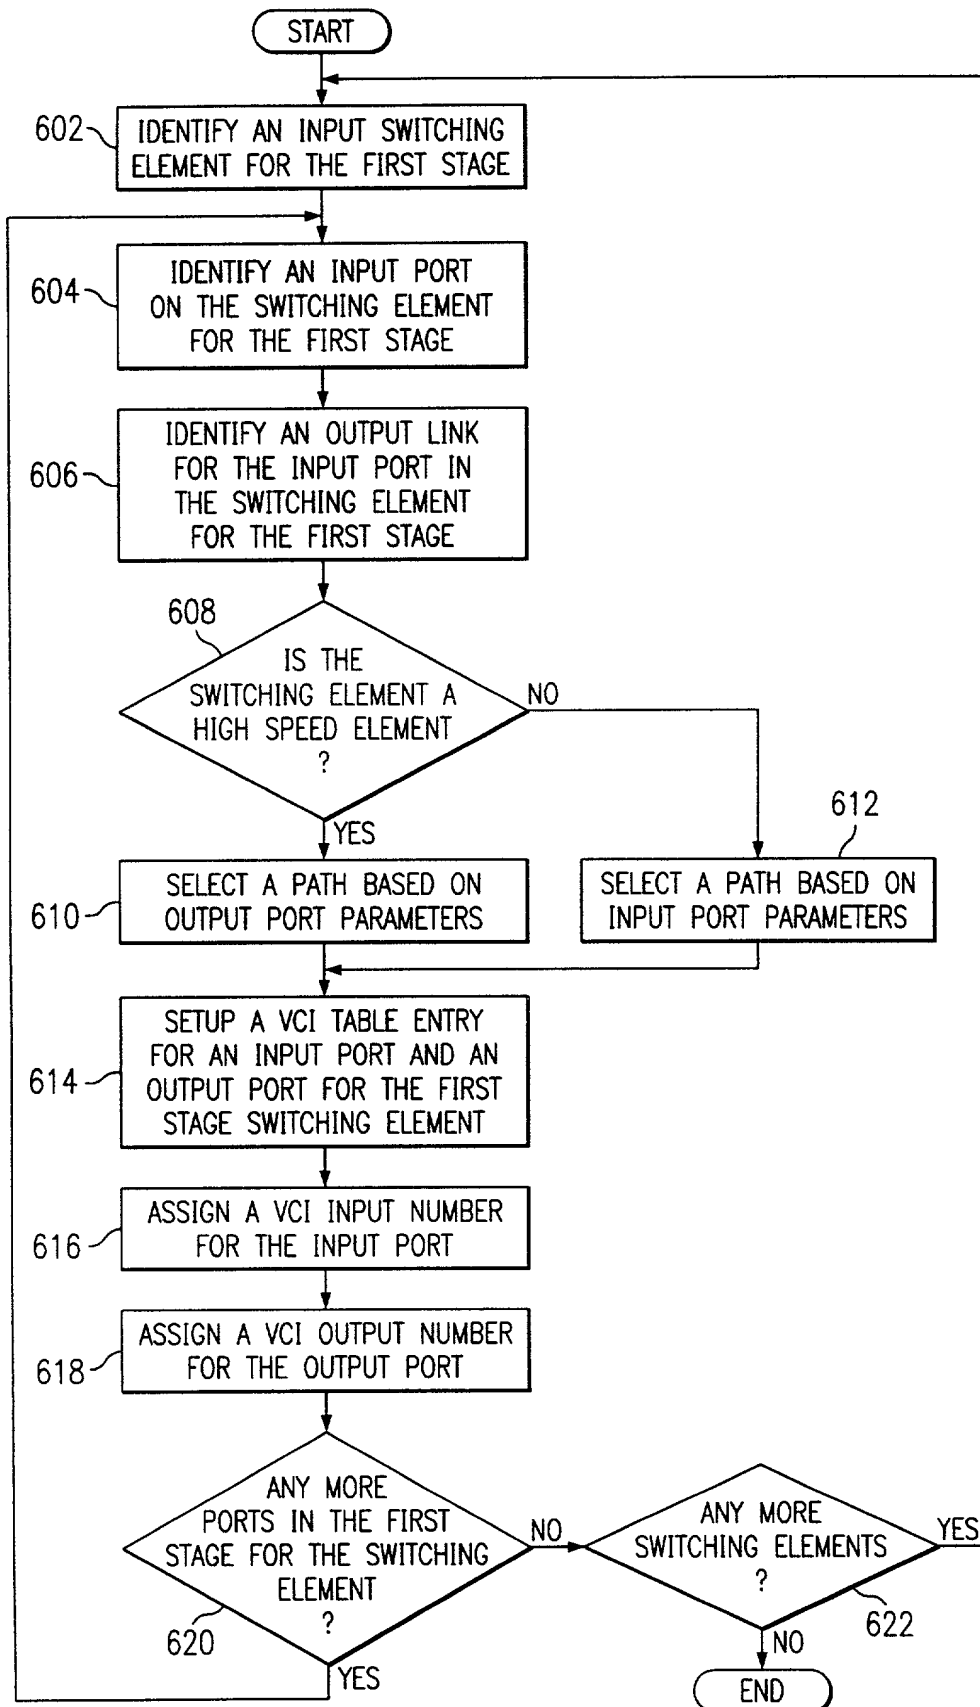 START
602
IDENTIFY AN INPUT SWITCHING
ELEMENT FOR THE FIRST STAGE
604
IDENTIFY AN INPUT PORT
ON THE SWITCHING ELEMENT
FOR THE FIRST STAGE
606
IDENTIFY AN OUTPUT LINK
FOR THE INPUT PORT IN
THE SWITCHING ELEMENT
FOR THE FIRST STAGE
608
IS THE
SWITCHING ELEMENT A
HIGH SPEED ELEMENT
?
NO
YES
612
610
SELECT A PATH BASED ON
OUTPUT PORT PARAMETERS
SELECT A PATH BASED ON
INPUT PORT PARAMETERS
614
SETUP A VCI TABLE ENTRY
FOR AN INPUT PORT AND AN
OUTPUT PORT FOR THE FIRST
STAGE SWITCHING ELEMENT
616
ASSIGN A VCI INPUT NUMBER
FOR THE INPUT PORT
618
ASSIGN A VCI OUTPUT NUMBER
FOR THE OUTPUT PORT
ANY MORE
PORTS IN THE FIRST
STAGE FOR THE SWITCHING
ELEMENT
?
620
NO
YES
ANY MORE
SWITCHING ELEMENTS
?
YES
622
NO
END